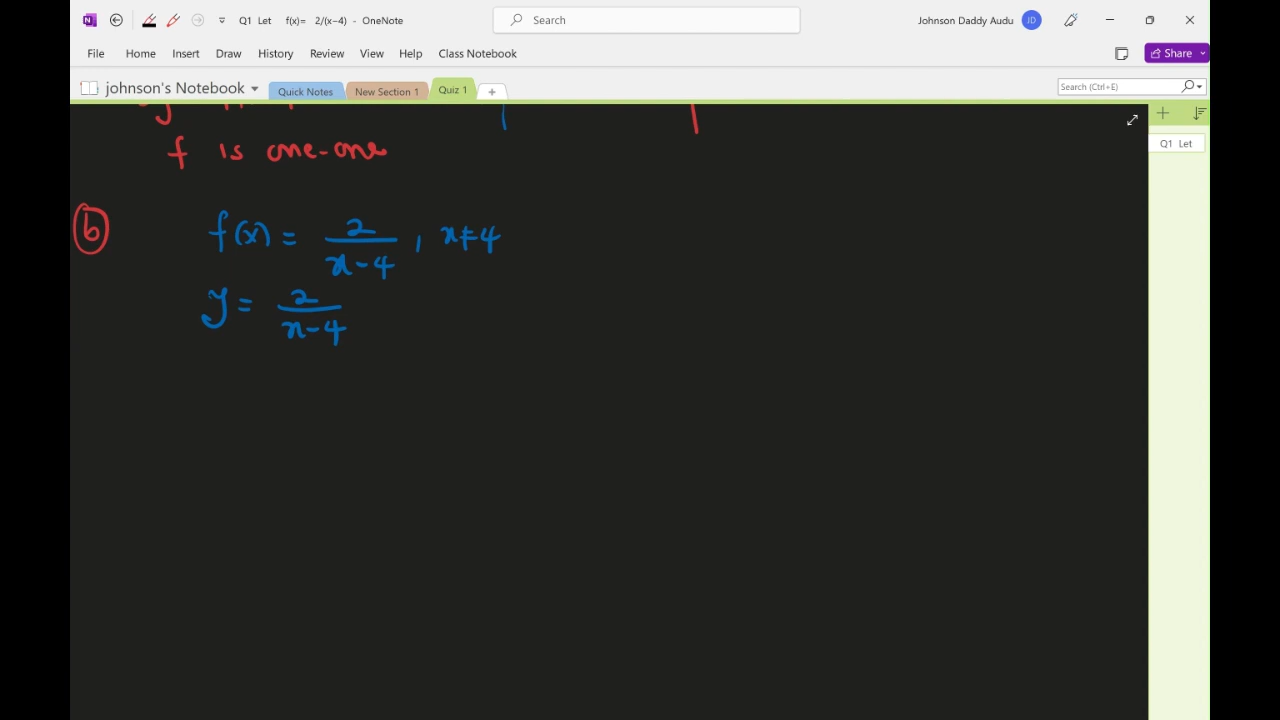 Q1 Let f(x)= 2/(x−4) - OneNote
Search
Johnson Daddy Audu JD
File Home Insert Draw History Review View Help Class Notebook
Share
johnson's Notebook Quick Notes New Section 1 Quiz 1 +
Search (Ctrl+E)
Q1 Let
f is one-one
b f(x) = 2/(x-4), x≠4
y = 2/(x-4)